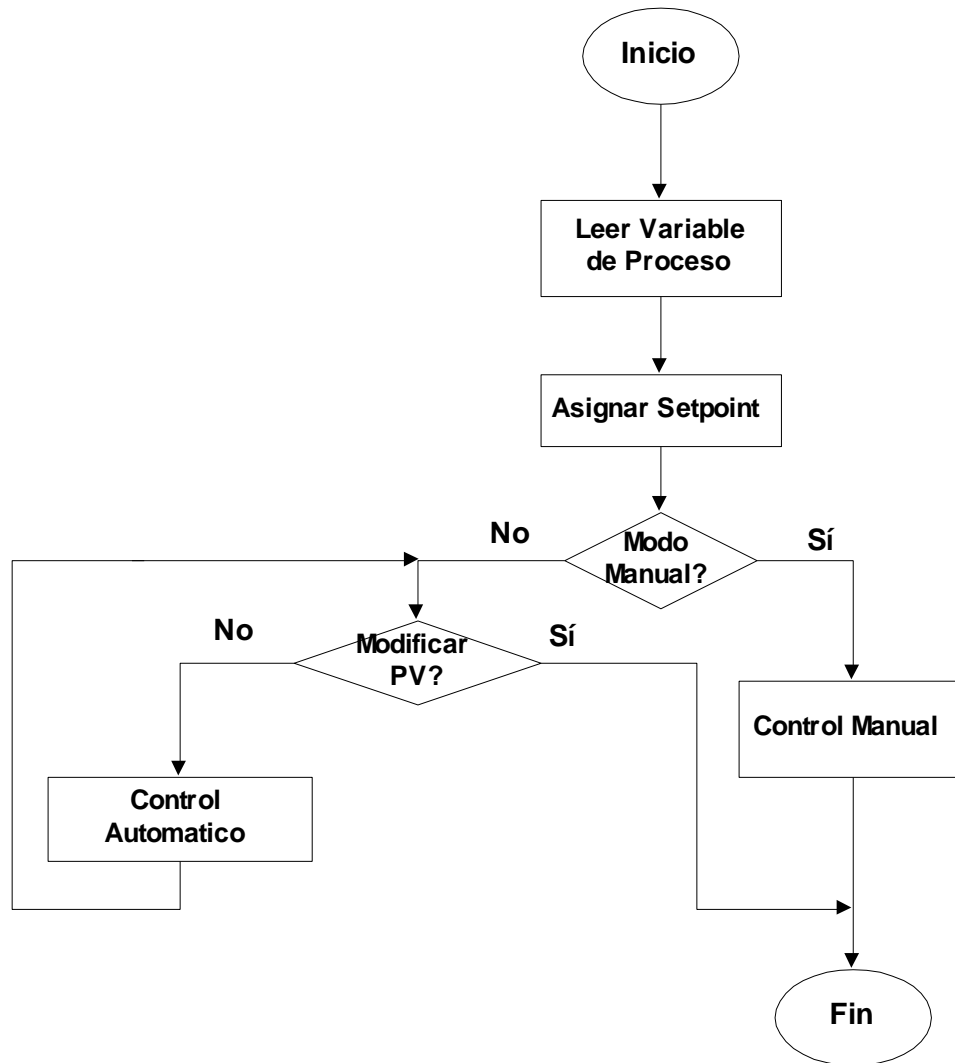 Inicio
Leer Variable
de Proceso
Asignar Setpoint
No
Modo
Manual?
Sí
No
Modificar
PV?
Sí
Control Manual
Control
Automatico
Fin